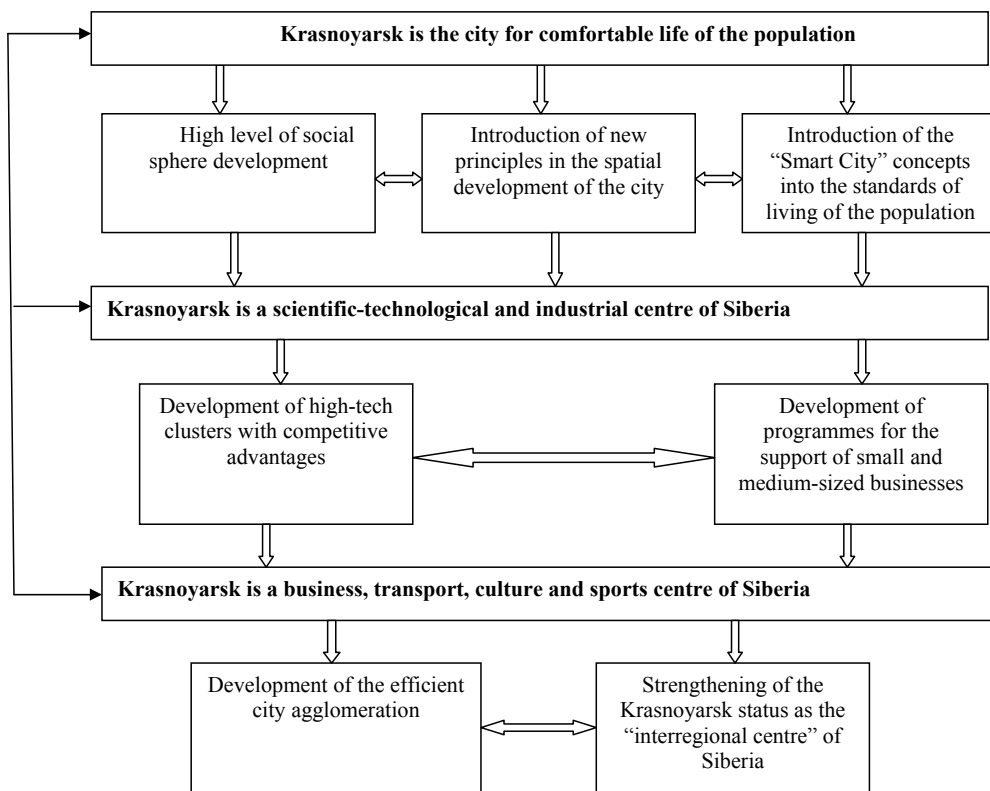 Krasnoyarsk is the city for comfortable life of the population
High level of social
sphere development
Introduction of new
principles in the spatial
development of the city
Introduction of the
“Smart City” concepts
into the standards of
living of the population
Krasnoyarsk is a scientific-technological and industrial centre of Siberia
Development of high-tech
clusters with competitive
advantages
Development of
programmes for the
support of small and
medium-sized businesses
Krasnoyarsk is a business, transport, culture and sports centre of Siberia
Development of the efficient
city agglomeration
Strengthening of the
Krasnoyarsk status as the
“interregional centre” of
Siberia